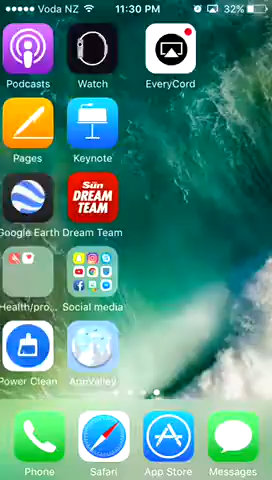 Voda NZ 11:30 PM 32%
Podcasts Watch EveryCord
Pages Keynote
The Sun
DREAM
TEAM
Google Earth Dream Team
Health/pro... Social media
Power Clean AppValley
Phone Safari App Store Messages